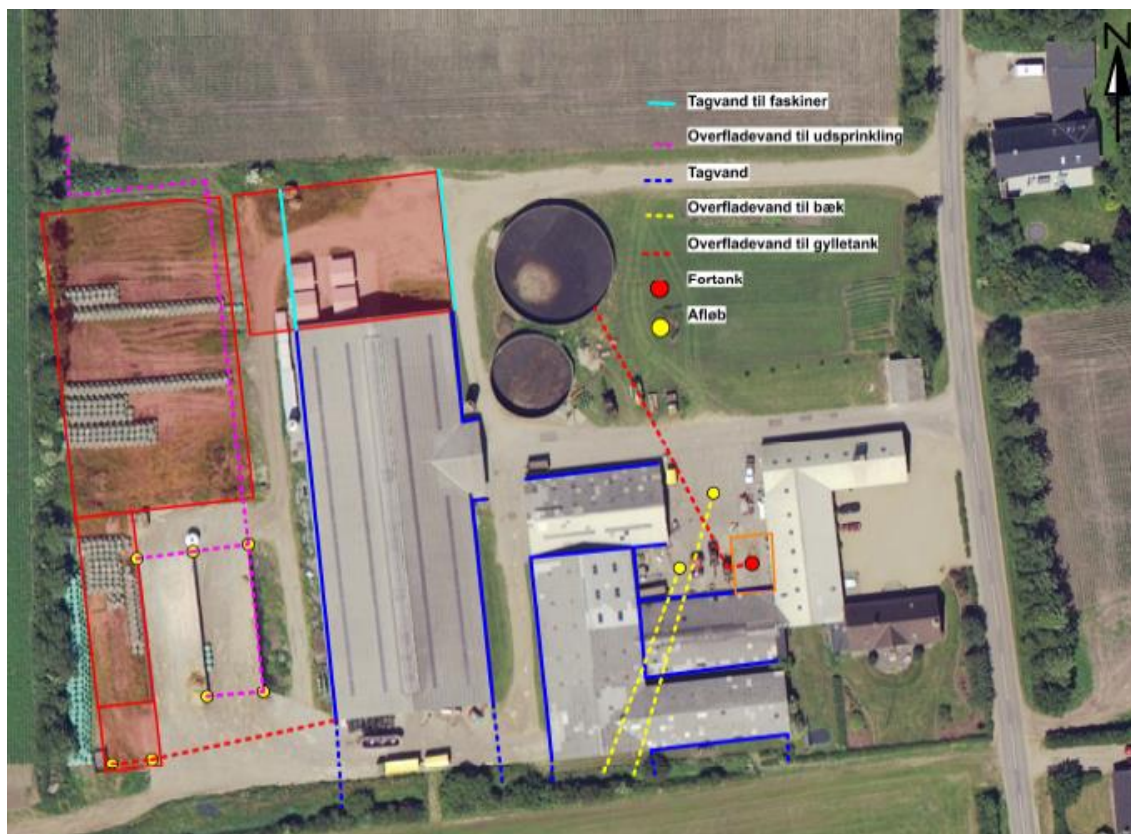 N
Tagvand til faskiner
Overfladevand til udsprinkling
Tagvand
Overfladevand til bæk
Overfladevand til gylletank
Fortank
Afløb